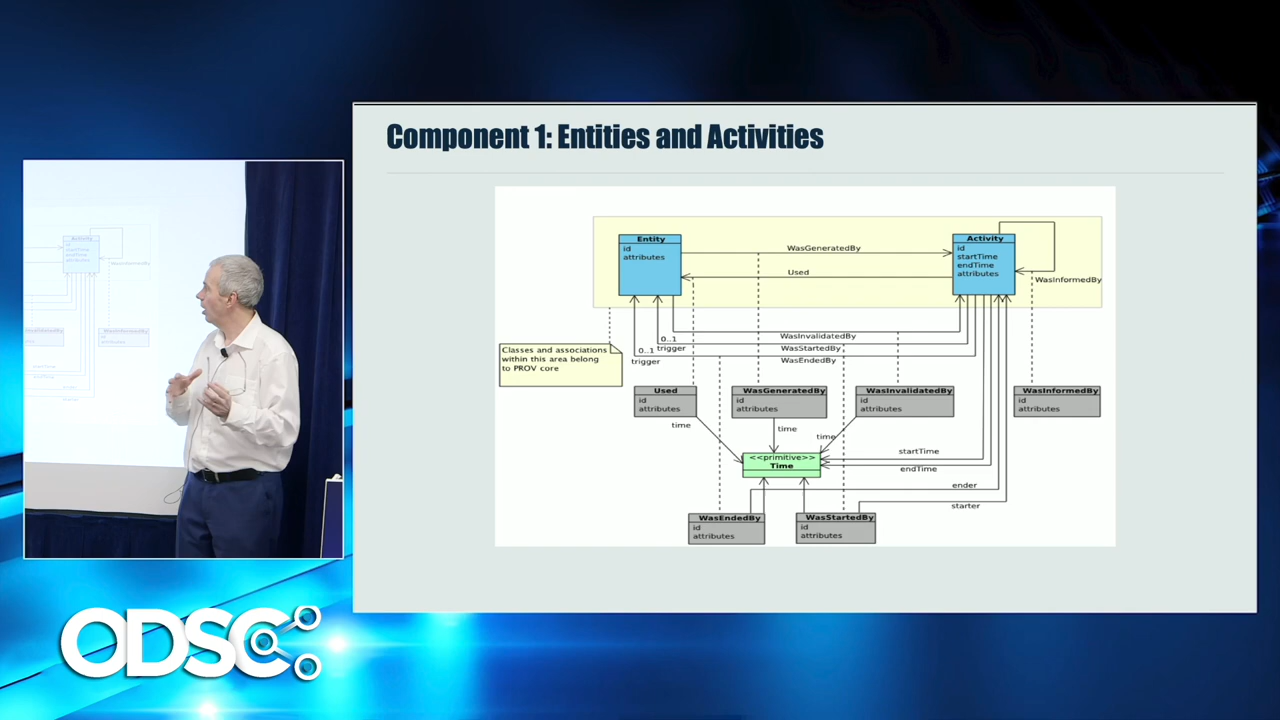 Component 1: Entities and Activities
Entity
id
attributes
WasGeneratedBy
Used
Activity
id
startTime
endTime
attributes
WasInformedBy
WasInvalidatedBy
WasStartedBy
WasEndedBy
0..1
trigger
0..1
trigger
Classes and associations
within this area belong
to PROV core
Used
id
attributes
WasGeneratedBy
id
attributes
WasInvalidatedBy
id
attributes
WasInformedBy
id
attributes
time
time
time
<<primitive>>
Time
startTime
endTime
ender
starter
WasEndedBy
id
attributes
WasStartedBy
id
attributes
Activity
WasInformedBy
ODSC